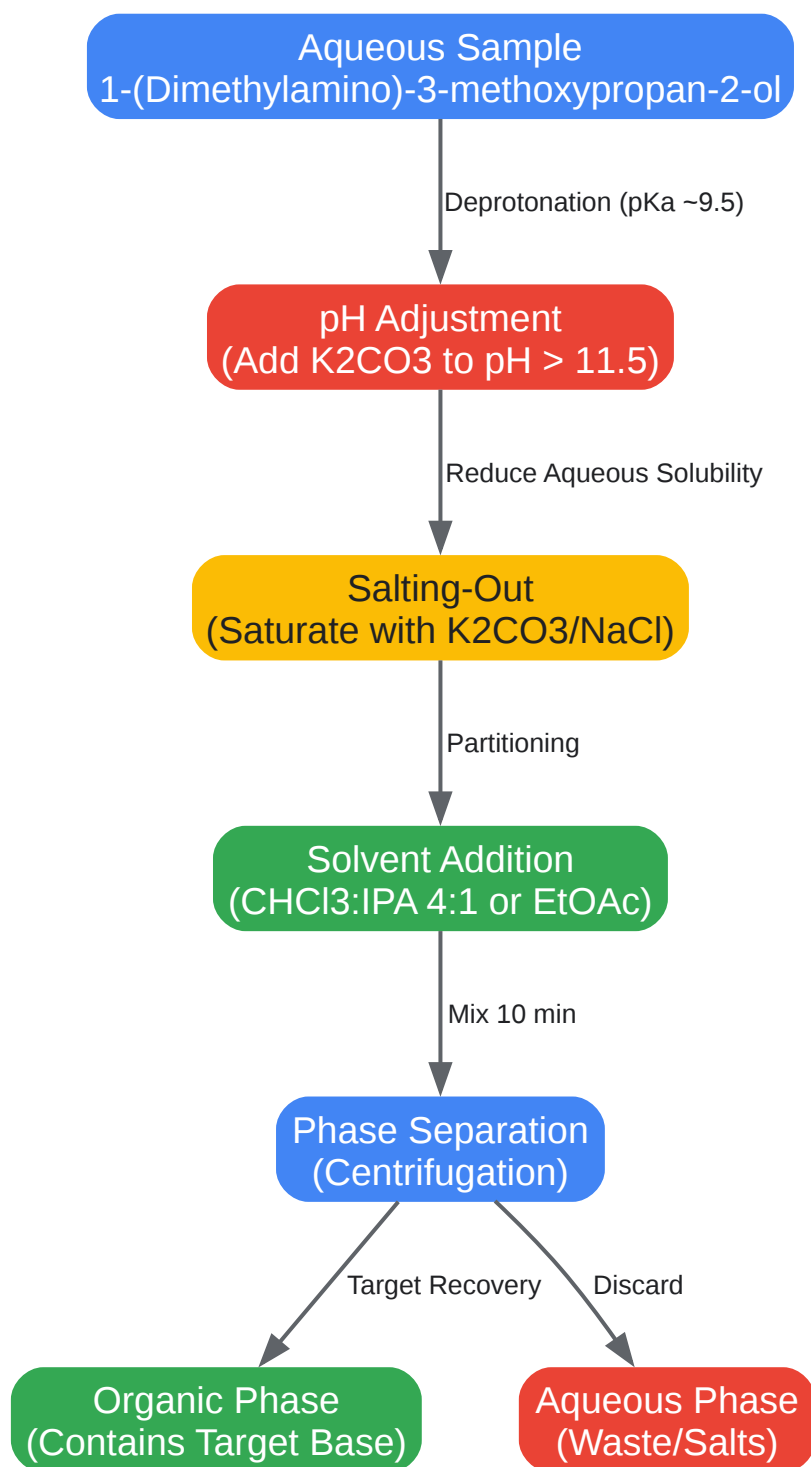 Aqueous Sample
1-(Dimethylamino)-3-methoxypropan-2-ol
Deprotonation (pKa ~9.5)
pH Adjustment
(Add K2CO3 to pH > 11.5)
Reduce Aqueous Solubility
Salting-Out
(Saturate with K2CO3/NaCl)
Partitioning
Solvent Addition
(CHCl3:IPA 4:1 or EtOAc)
Mix 10 min
Phase Separation
(Centrifugation)
Target Recovery
Discard
Organic Phase
(Contains Target Base)
Aqueous Phase
(Waste/Salts)